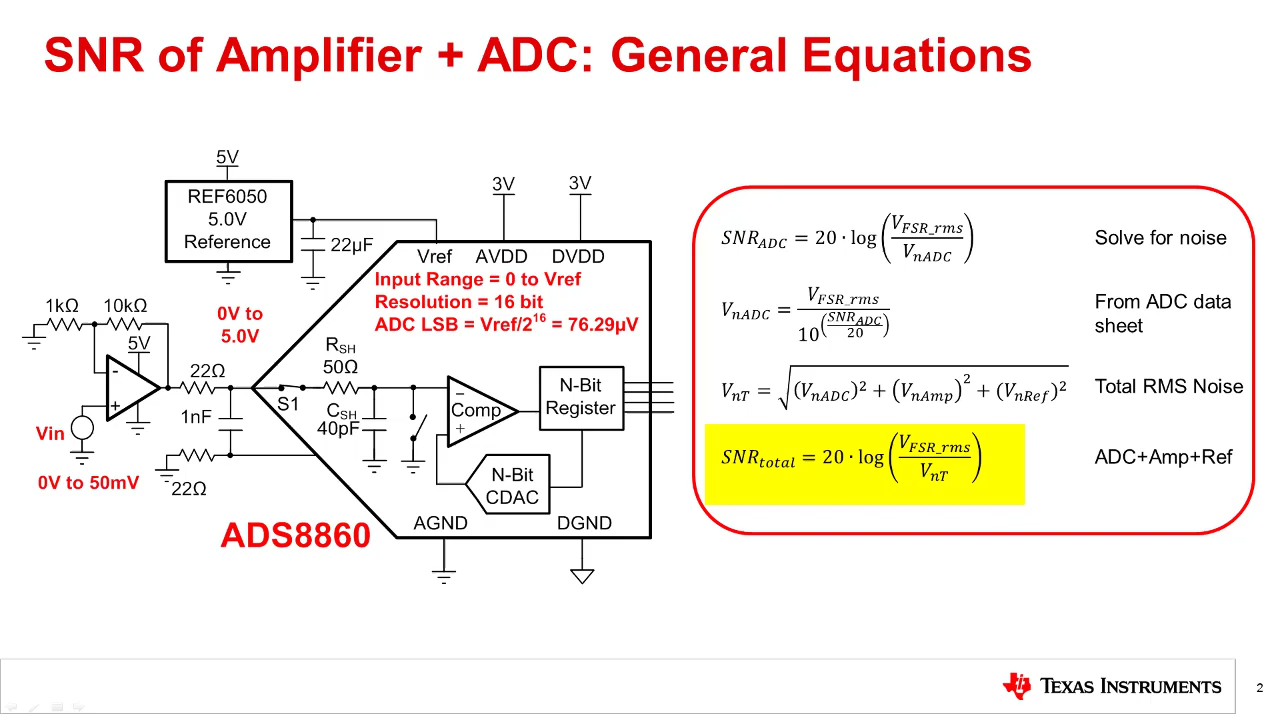 SNR of Amplifier + ADC: General Equations
5V
REF6050
5.0V
Reference
22µF
3V
3V
Vref
AVDD
DVDD
Input Range = 0 to Vref
Resolution = 16 bit
ADC LSB = Vref/2^16 = 76.29µV
1kΩ
10kΩ
0V to
5.0V
5V
-
+
22Ω
1nF
22Ω
Vin
0V to 50mV
R_SH
50Ω
S1
C_SH
40pF
−
Comp
+
N-Bit
Register
N-Bit
CDAC
AGND
DGND
ADS8860
SNR_ADC = 20 · log(V_FSR_rms / V_nADC)
Solve for noise
V_nADC = V_FSR_rms / 10^(SNR_ADC / 20)
From ADC data
sheet
V_nT = √((V_nADC)2 + (V_nAmp)^2 + (V_nRef)2)
Total RMS Noise
SNR_total = 20 · log(V_FSR_rms / V_nT)
ADC+Amp+Ref
TEXAS INSTRUMENTS
2